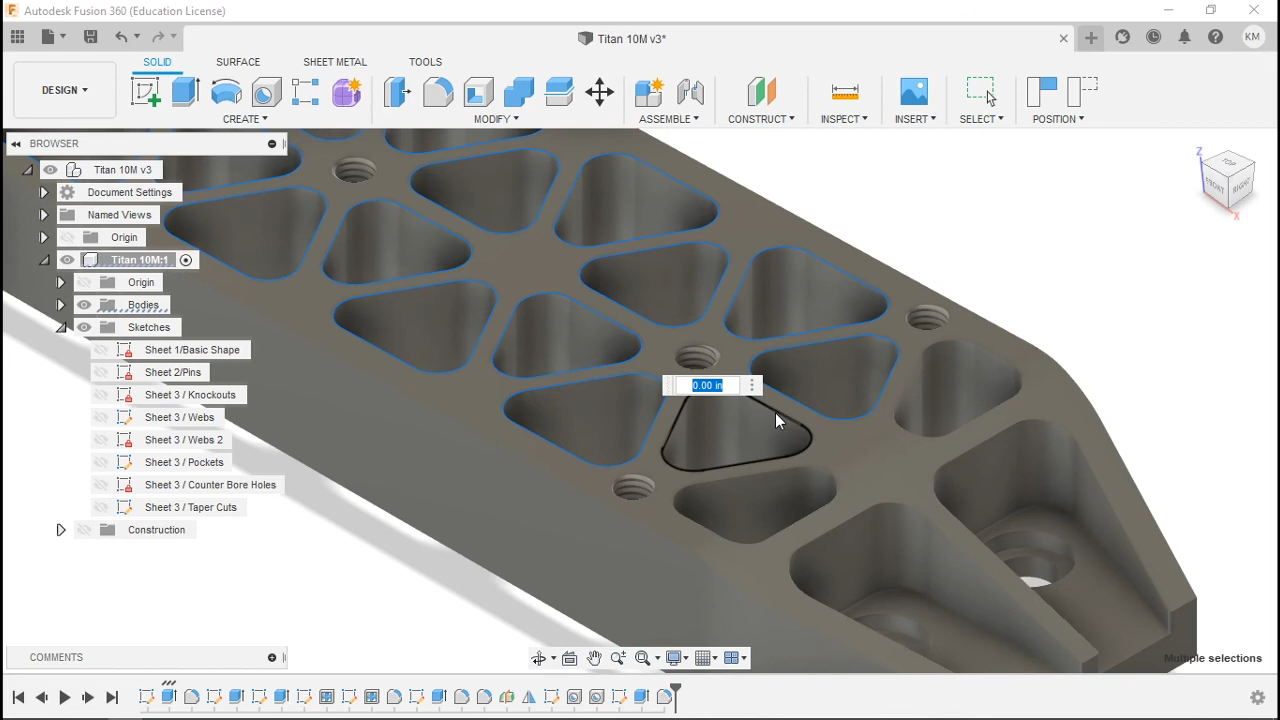 Autodesk Fusion 360 (Education License)
Titan 10M v3*
KM
SOLID SURFACE SHEET METAL TOOLS
DESIGN
CREATE MODIFY ASSEMBLE CONSTRUCT INSPECT INSERT SELECT POSITION
BROWSER
Titan 10M v3
Document Settings
Named Views
Origin
Titan 10M:1
Origin
Bodies
Sketches
Sheet 1/Basic Shape
Sheet 2/Pins
Sheet 3 / Knockouts
Sheet 3 / Webs
Sheet 3 / Webs 2
Sheet 3 / Pockets
Sheet 3 / Counter Bore Holes
Sheet 3 / Taper Cuts
Construction
Z
TOP
FRONT
RIGHT
X
0.00 in
COMMENTS
Multiple selections